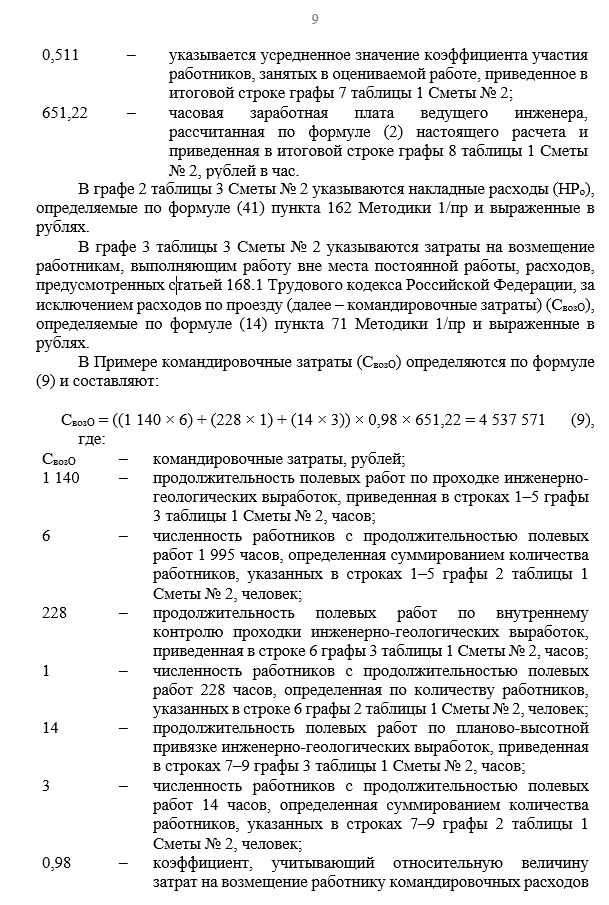 9
0,511 – указывается усредненное значение коэффициента участия
работников, занятых в оцениваемой работе, приведенное в
итоговой строке графы 7 таблицы 1 Сметы № 2;
651,22 – часовая заработная плата ведущего инженера,
рассчитанная по формуле (2) настоящего расчета и
приведенная в итоговой строке графы 8 таблицы 1 Сметы
№ 2, рублей в час.
В графе 2 таблицы 3 Сметы № 2 указываются накладные расходы (НРо),
определяемые по формуле (41) пункта 162 Методики 1/пр и выраженные в
рублях.
В графе 3 таблицы 3 Сметы № 2 указываются затраты на возмещение
работникам, выполняющим работу вне места постоянной работы, расходов,
предусмотренных статьей 168.1 Трудового кодекса Российской Федерации, за
исключением расходов по проезду (далее – командировочные затраты) (СвозО),
определяемые по формуле (14) пункта 71 Методики 1/пр и выраженные в
рублях.
В Примере командировочные затраты (СвозО) определяются по формуле
(9) и составляют:
СвозО = ((1 140 × 6) + (228 × 1) + (14 × 3)) × 0,98 × 651,22 = 4 537 571 (9),
где:
СвозО – командировочные затраты, рублей;
1 140 – продолжительность полевых работ по проходке инженерно-
геологических выработок, приведенная в строках 1–5 графы
3 таблицы 1 Сметы № 2, часов;
6 – численность работников с продолжительностью полевых
работ 1 995 часов, определенная суммированием количества
работников, указанных в строках 1–5 графы 2 таблицы 1
Сметы № 2, человек;
228 – продолжительность полевых работ по внутреннему
контролю проходки инженерно-геологических выработок,
приведенная в строке 6 графы 3 таблицы 1 Сметы № 2, часов;
1 – численность работников с продолжительностью полевых
работ 228 часов, определенная по количеству работников,
указанных в строке 6 графы 2 таблицы 1 Сметы № 2, человек;
14 – продолжительность полевых работ по планово-высотной
привязке инженерно-геологических выработок, приведенная
в строках 7–9 графы 3 таблицы 1 Сметы № 2, часов;
3 – численность работников с продолжительностью полевых
работ 14 часов, определенная суммированием количества
работников, указанных в строках 7–9 графы 2 таблицы 1
Сметы № 2, человек;
0,98 – коэффициент, учитывающий относительную величину
затрат на возмещение работнику командировочных расходов